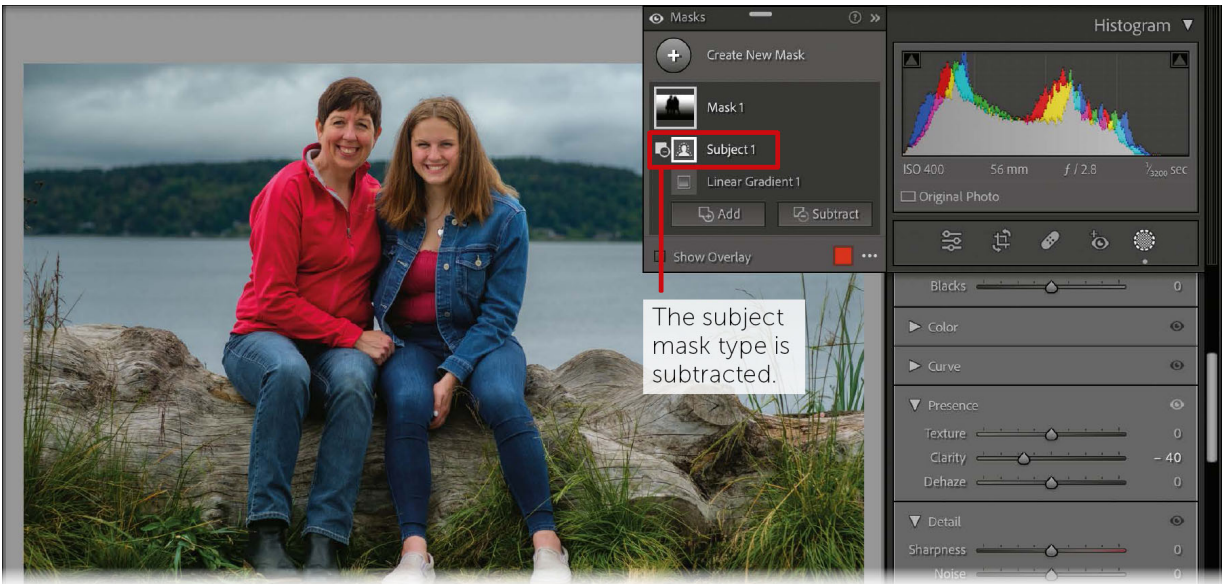 Masks
Create New Mask
Mask 1
Subject 1
Linear Gradient 1
Add Subtract
Show Overlay
The subject
mask type is
subtracted.
Histogram
ISO 400 56 mm f / 2.8 1/3200 sec
Original Photo
Blacks 0
Color
Curve
Presence
Texture 0
Clarity – 40
Dehaze 0
Detail
Sharpness 0
Noise 0